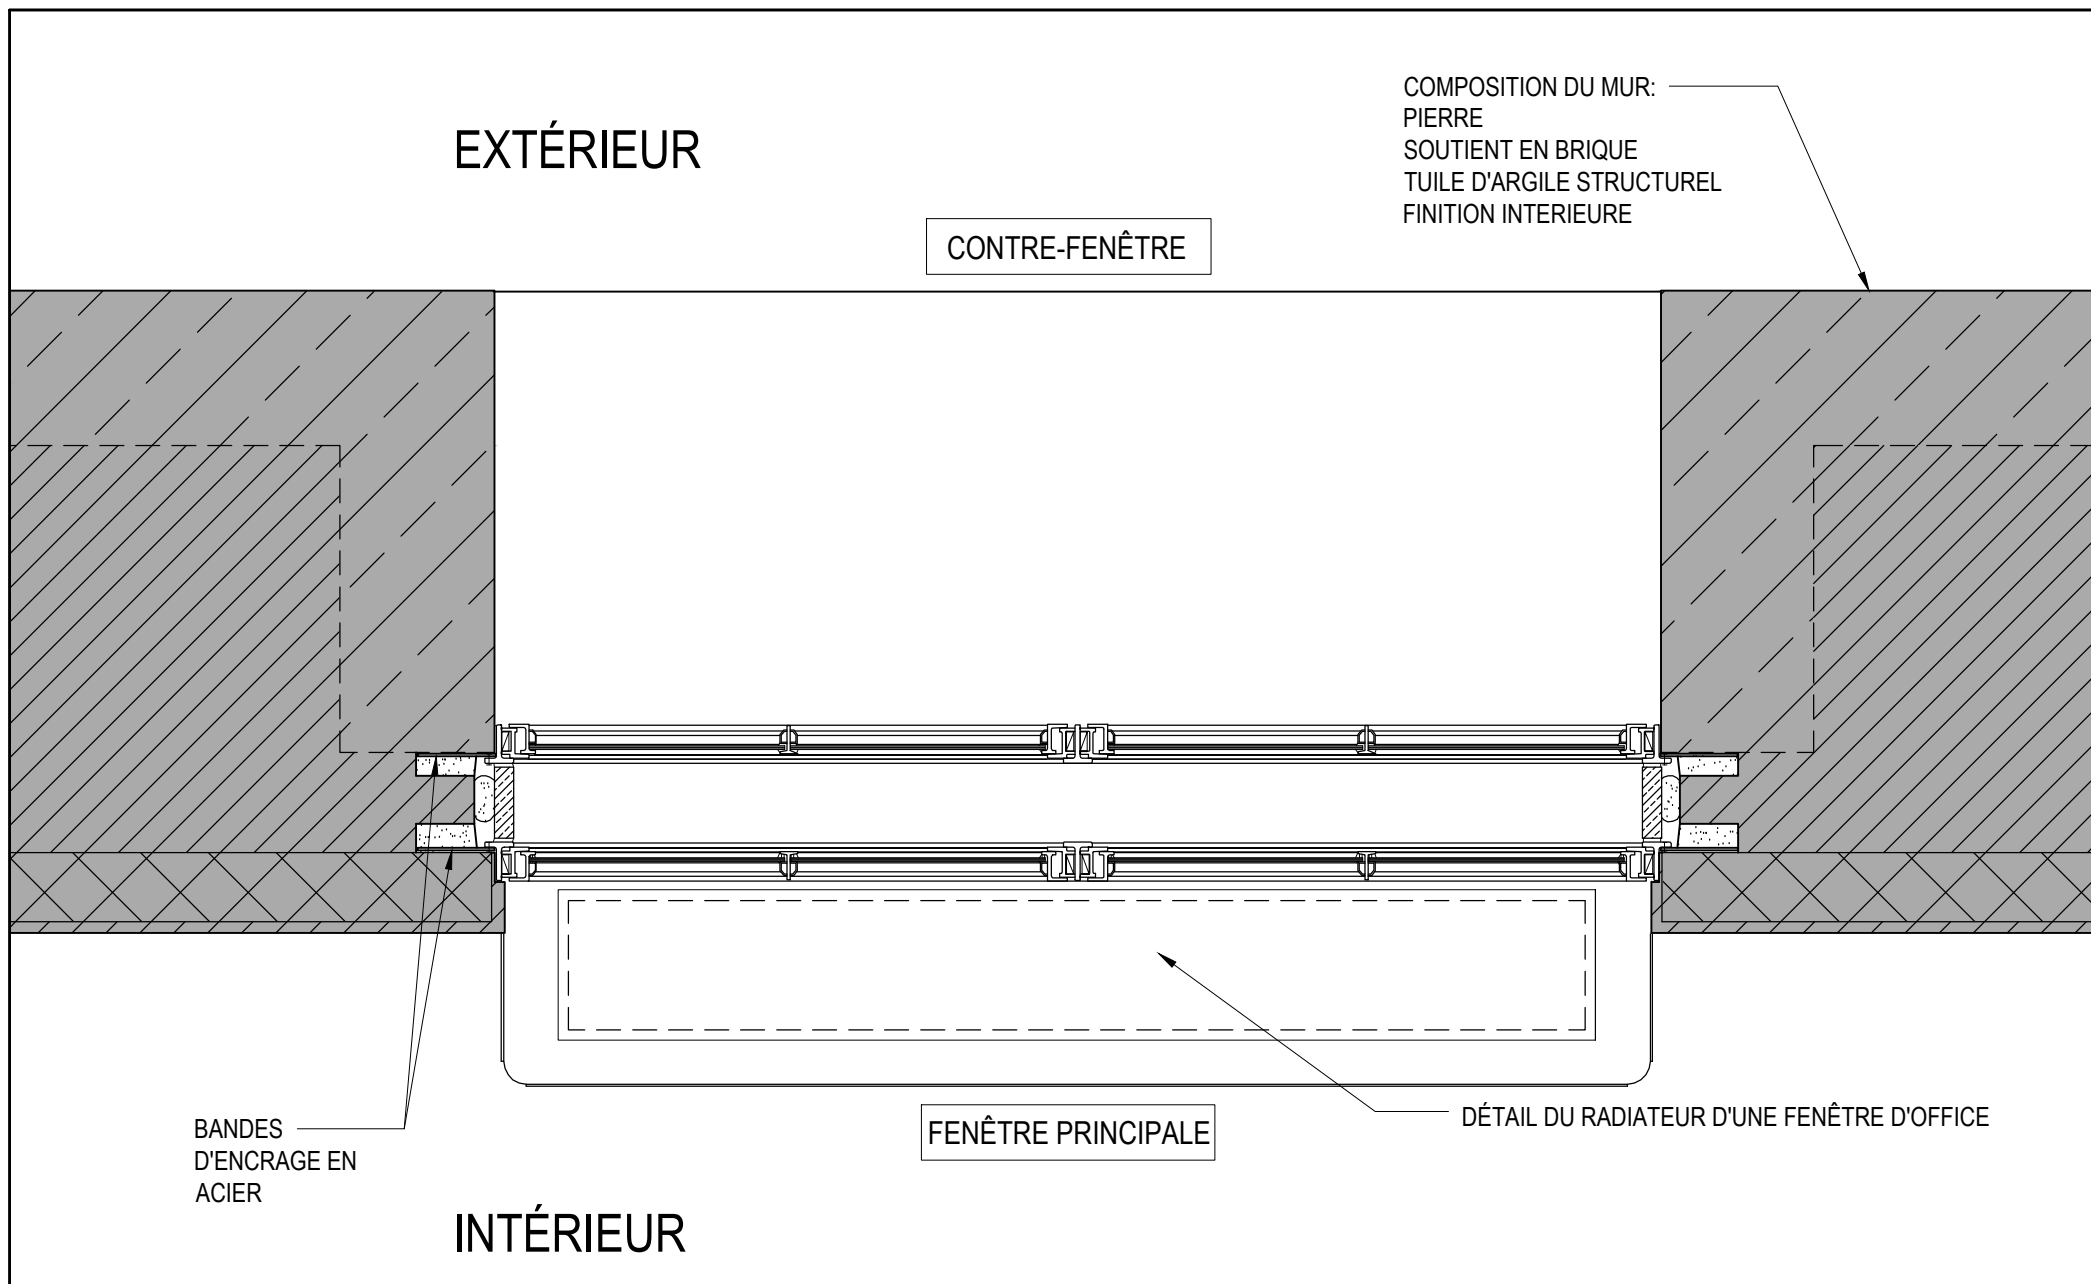 EXTÉRIEUR
COMPOSITION DU MUR:
PIERRE
SOUTIENT EN BRIQUE
TUILE D'ARGILE STRUCTUREL
FINITION INTERIEURE
CONTRE-FENÊTRE
BANDES
D'ENCRAGE EN
ACIER
FENÊTRE PRINCIPALE
DÉTAIL DU RADIATEUR D'UNE FENÊTRE D'OFFICE
INTÉRIEUR